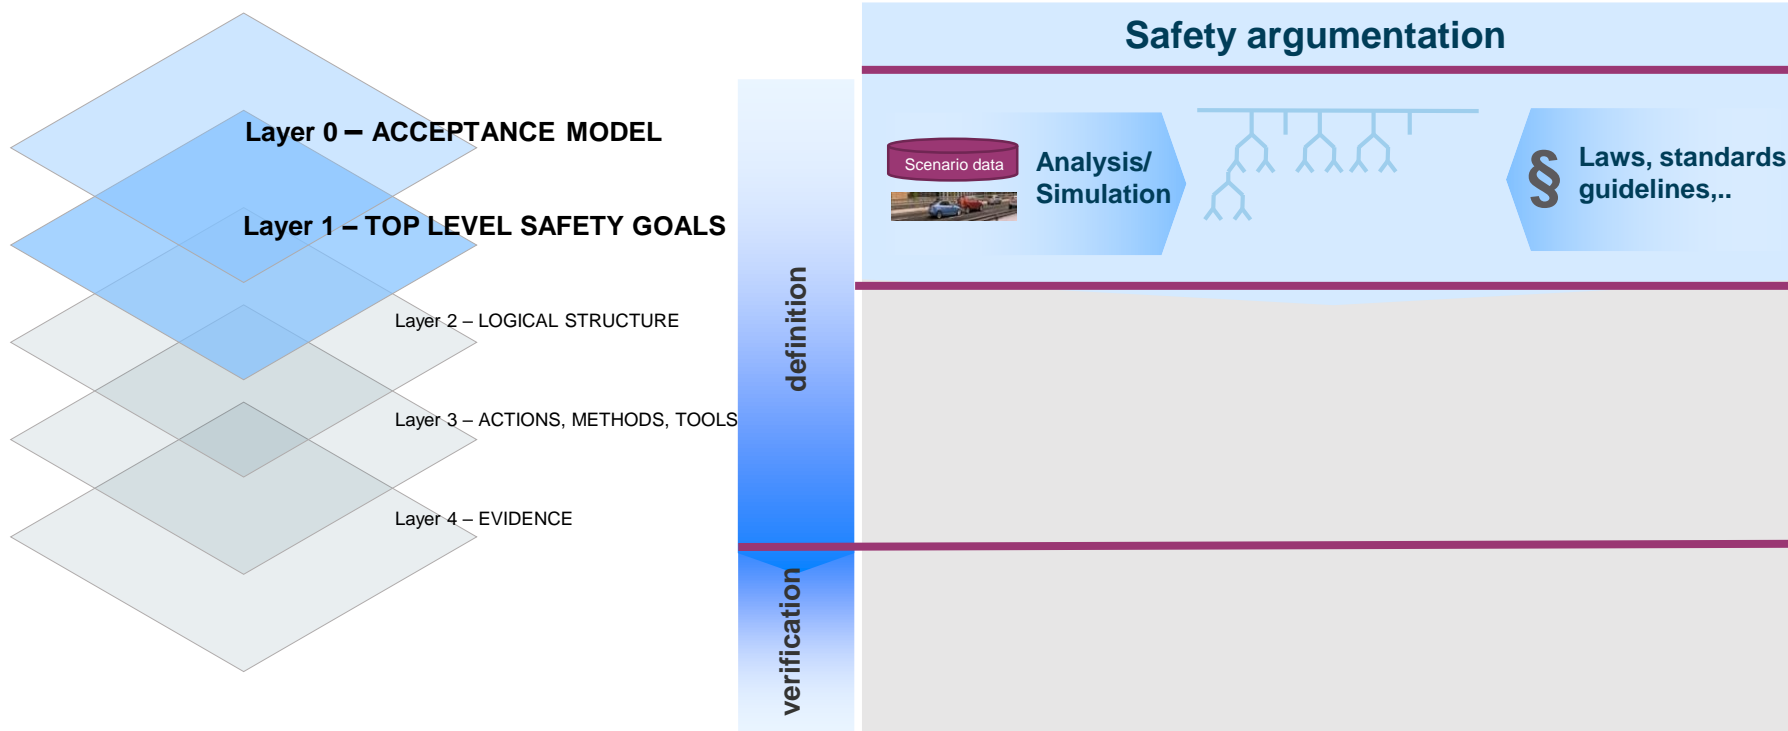 Safety argumentation
Layer 0 – ACCEPTANCE MODEL
Layer 1 – TOP LEVEL SAFETY GOALS
Layer 2 – LOGICAL STRUCTURE
Layer 3 – ACTIONS, METHODS, TOOLS
Layer 4 – EVIDENCE
definition
verification
Scenario data
Analysis/
Simulation
§
Laws, standards
guidelines,..